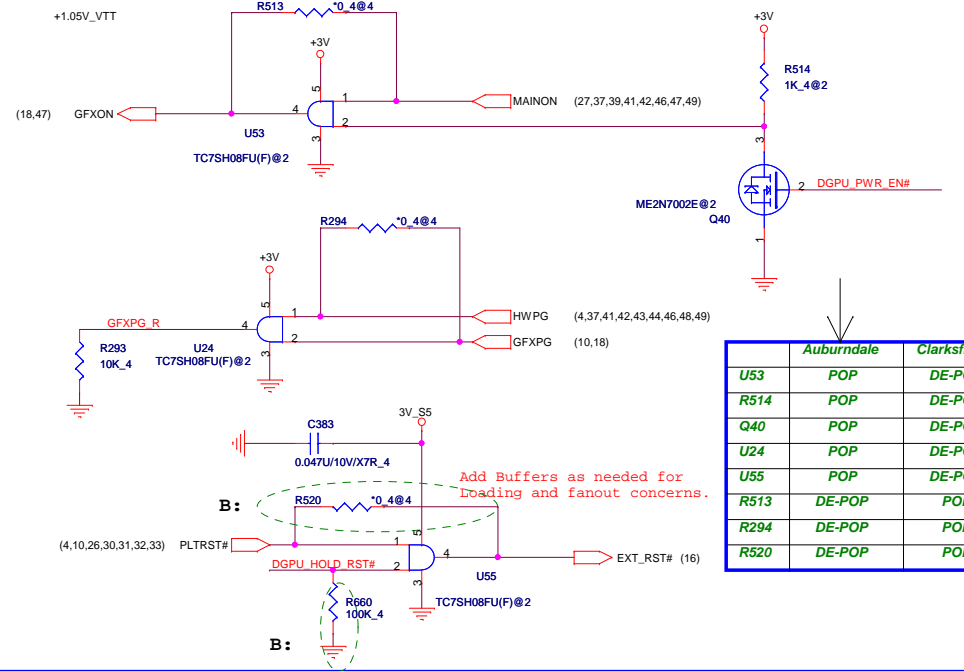 +1.05V_VTT
R513 *0_4@4
+3V
+3V
5
R514
1K_4@2
1
MAINON (27,37,39,41,42,46,47,49)
(18,47) GFXON
4
2
U53
3
3
TC7SH08FU(F)@2
2 DGPU_PWR_EN#
ME2N7002E@2
Q40
R294 *0_4@4
1
+3V
5
1
HWPG (4,37,41,42,43,44,46,48,49)
GFXPG_R
4
2
GFXPG (10,18)
R293
10K_4
U24
3
TC7SH08FU(F)@2
Auburndale
U53 POP
R514 POP
Q40 POP
U24 POP
U55 POP
R513 DE-POP
R294 DE-POP
R520 DE-POP
3V_S5
C383
0.047U/10V/X7R_4
Add Buffers as needed for
Loading and fanout concerns.
B:
R520 *0_4@4
5
(4,10,26,30,31,32,33) PLTRST#
1
4
EXT_RST# (16)
DGPU_HOLD_RST# 2
U55
3
TC7SH08FU(F)@2
R660
100K_4
B: